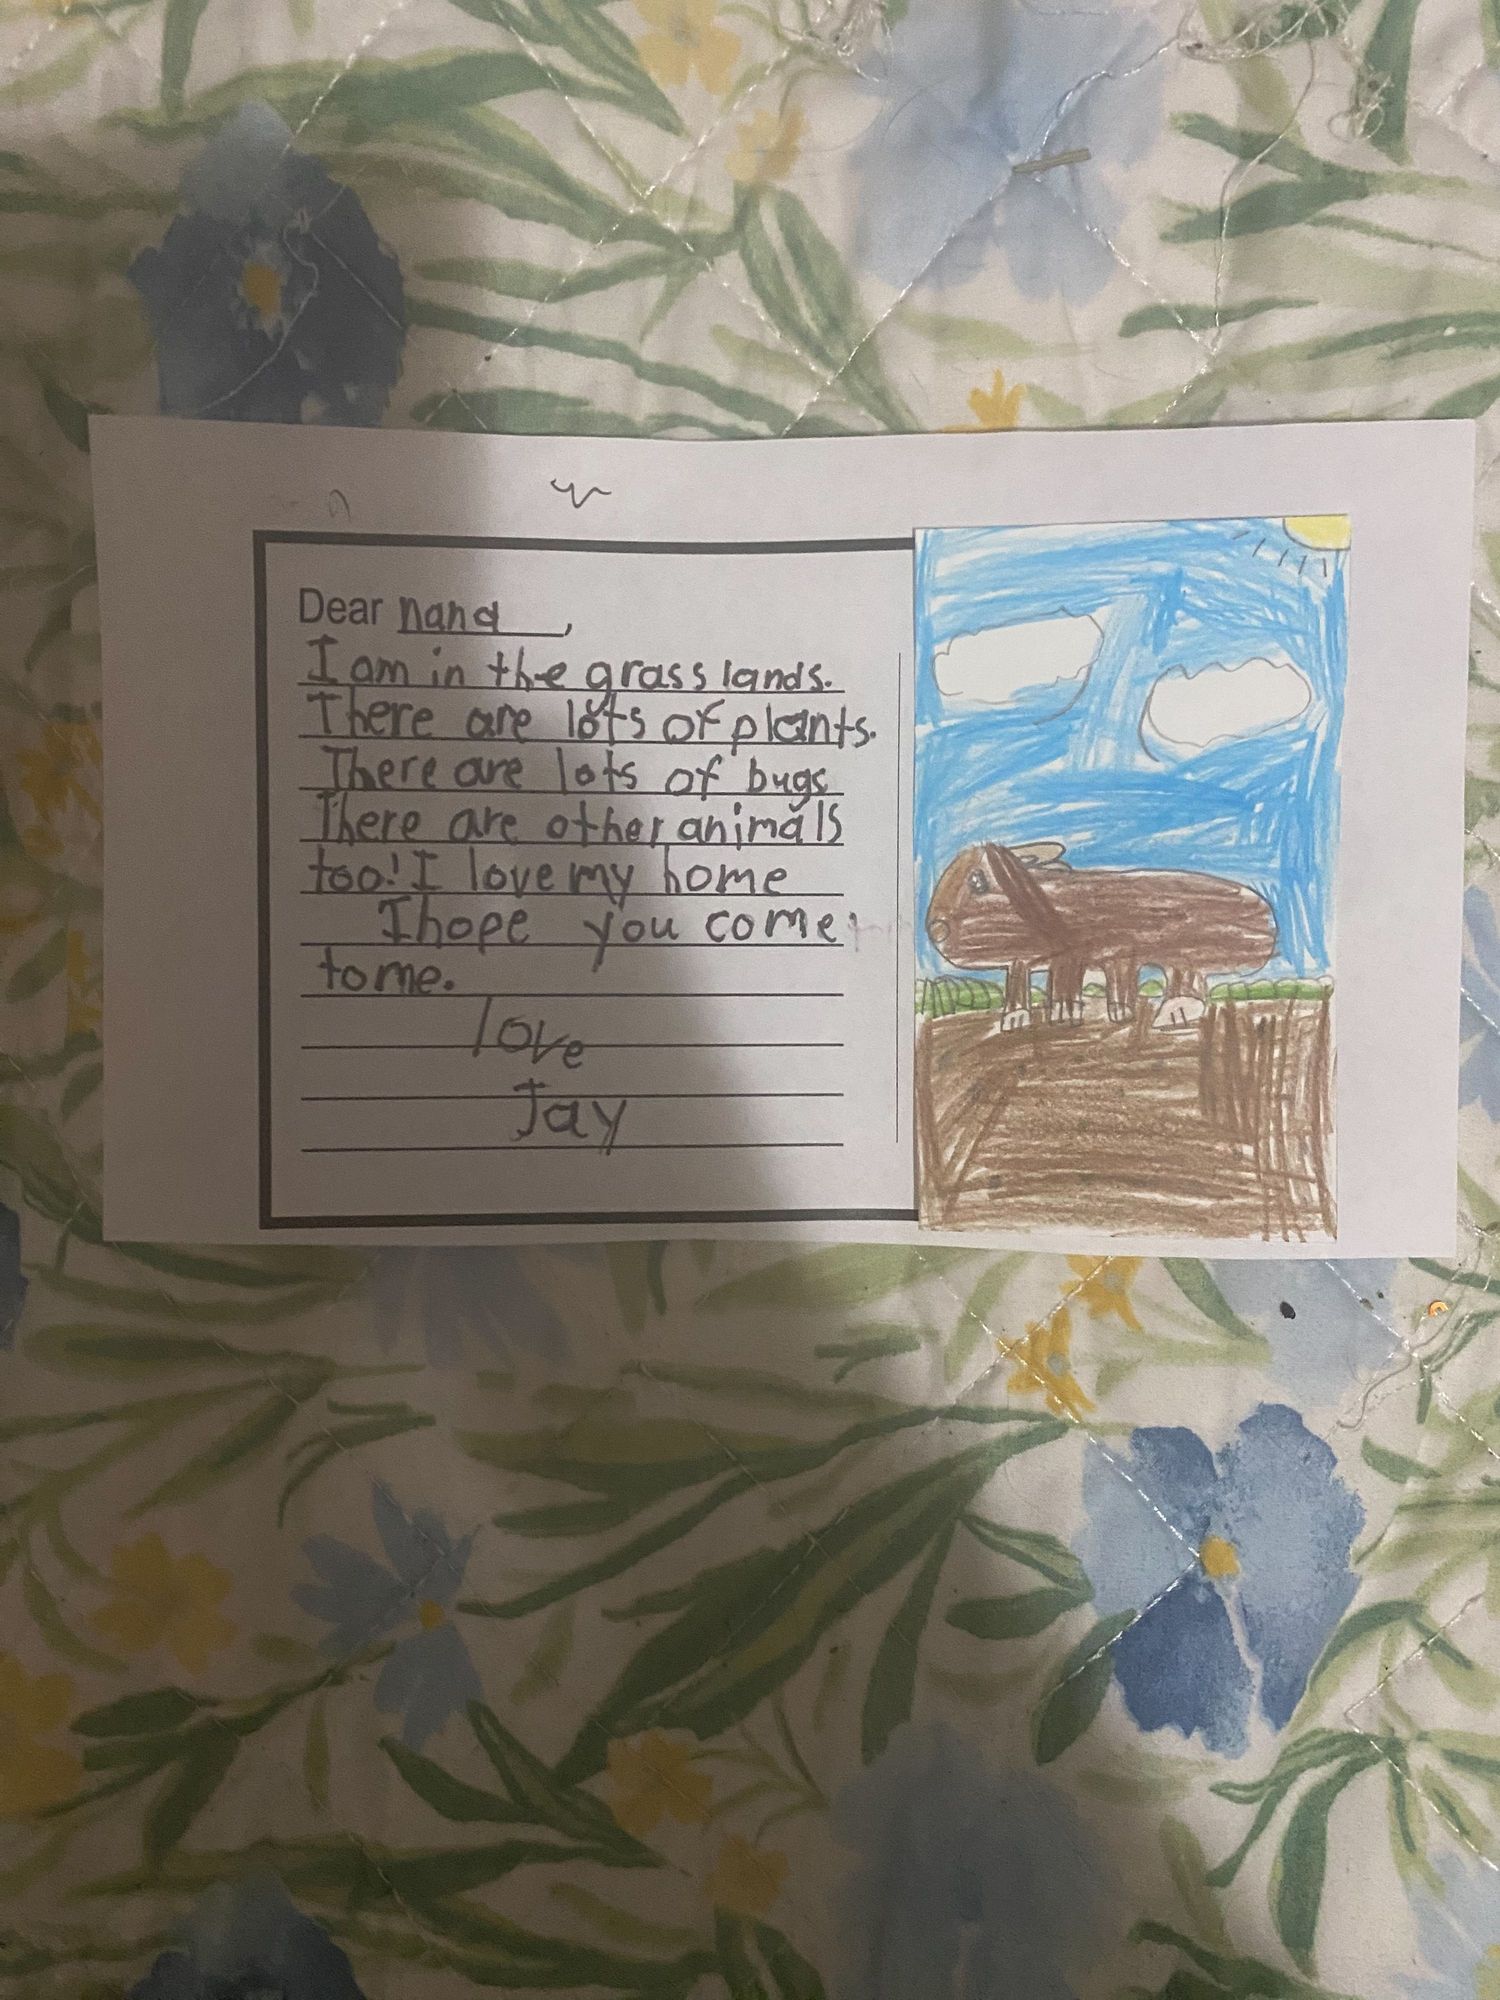 Dear nana,
I am in the grass lands.
There are lots of plants.
There are lots of bugs
There are other animals
too! I love my home
I hope you come
to me.
love
Jay